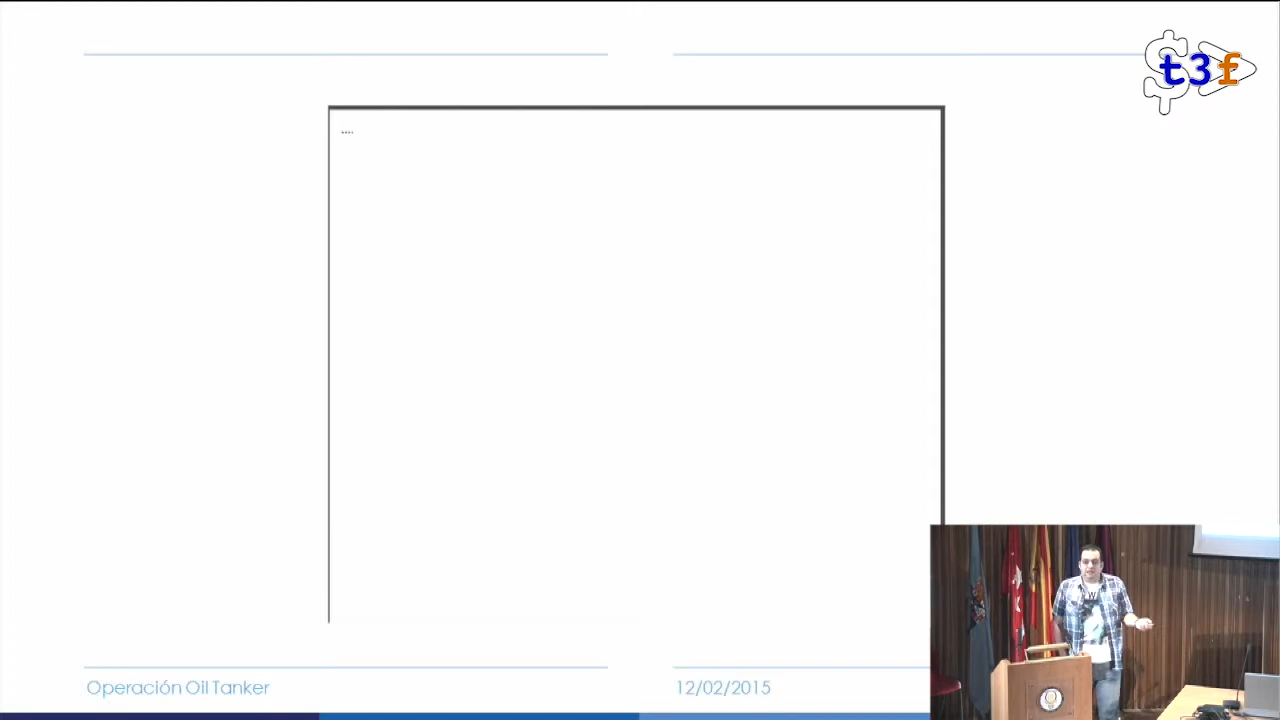 t3f
....
Operación Oil Tanker
12/02/2015